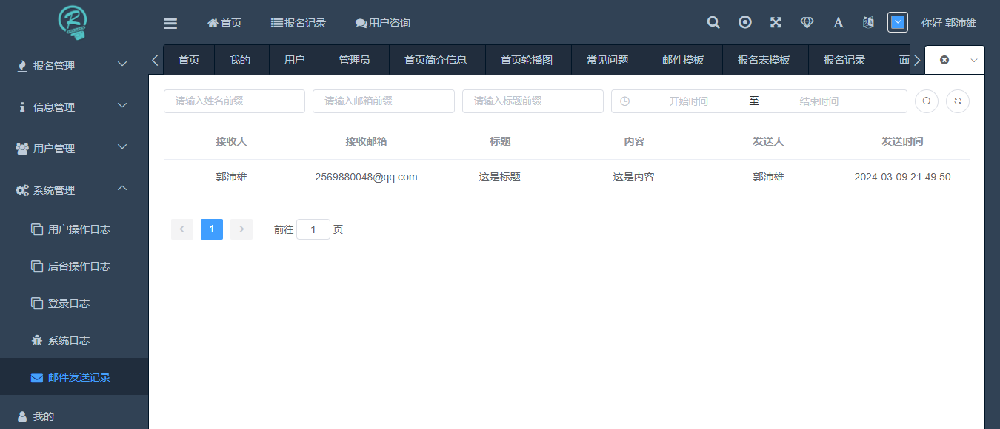 首页 报名记录 用户咨询 A 你好 郭沛雄
首页 我的 用户 管理员 首页简介信息 首页轮播图 常见问题 邮件模板 报名表模板 报名记录 面
报名管理
信息管理
用户管理
系统管理
用户操作日志
后台操作日志
登录日志
系统日志
邮件发送记录
我的
请输入姓名前缀 请输入邮箱前缀 请输入标题前缀 开始时间 至 结束时间
接收人 接收邮箱 标题 内容 发送人 发送时间
郭沛雄 2569880048@qq.com 这是标题 这是内容 郭沛雄 2024-03-09 21:49:50
1 前往 1 页